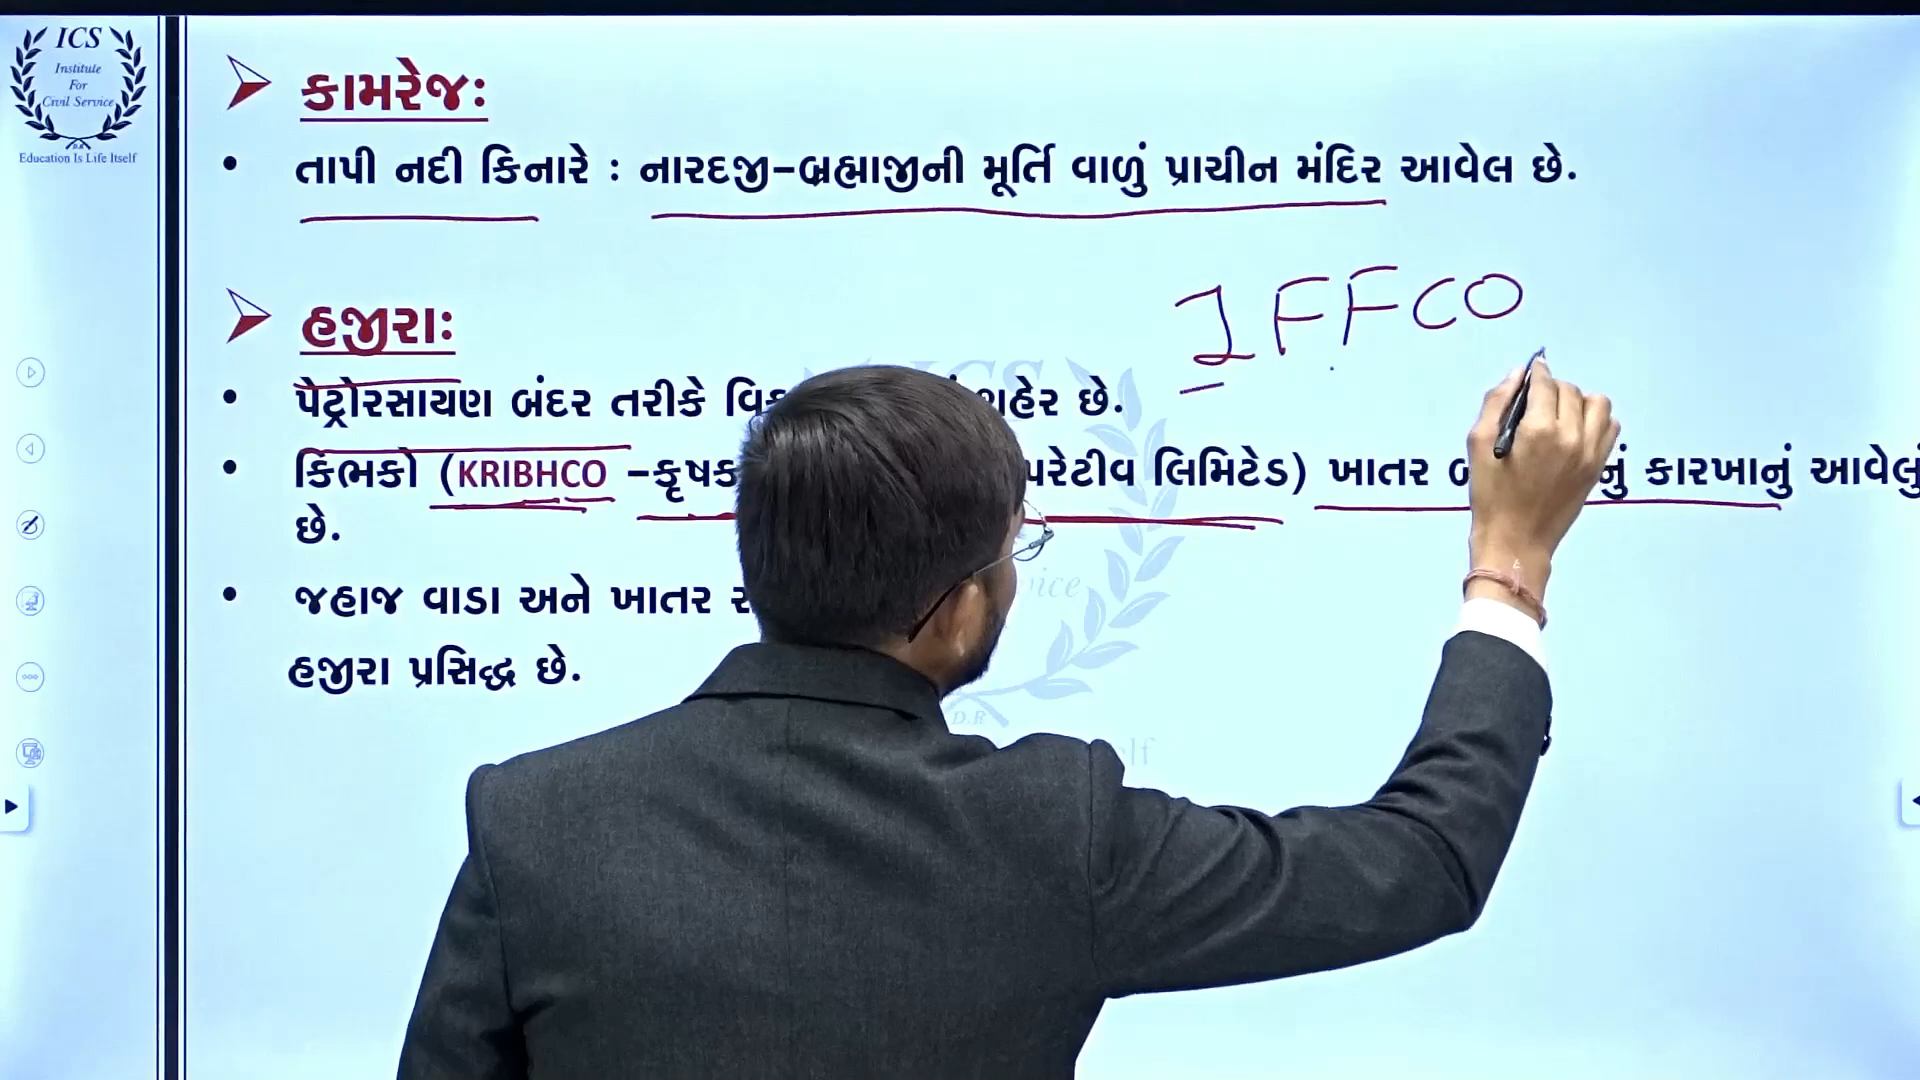 ICS
Institute
For
Civil Service
D.R
Education Is Life Itself
કામરેજઃ
તાપી નદી કિનારે : નારદજી-બ્રહ્માજીની મૂર્તિ વાળું પ્રાચીન મંદિર આવેલ છે.
IFFCO
હજીરાઃ
પેટ્રોરસાયણ બંદર તરીકે શહેર છે.
કિભકો (KRIBHCO -કૃષક લિમિટેડ) ખાતર કારખાનું આવેલું
છે.
જહાજ વાડા અને ખાતર
હજીરા પ્રસિદ્ધ છે.
D.R